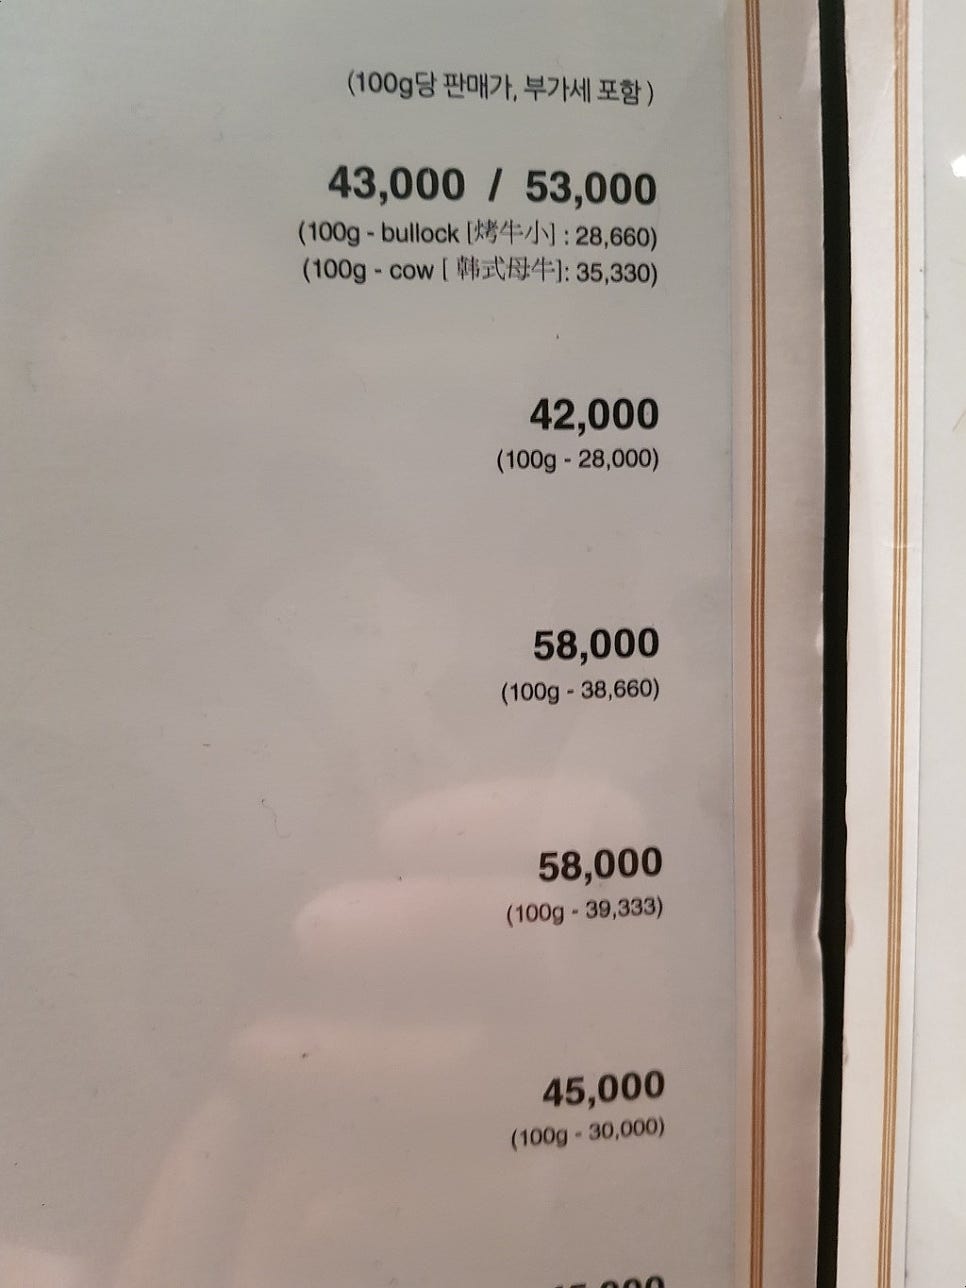 (100g당 판매가, 부가세 포함)
43,000 / 53,000
(100g - bullock [烤牛小] : 28,660)
(100g - cow [ 韩式母牛]: 35,330)
42,000
(100g - 28,000)
58,000
(100g - 38,660)
58,000
(100g - 39,333)
45,000
(100g - 30,000)